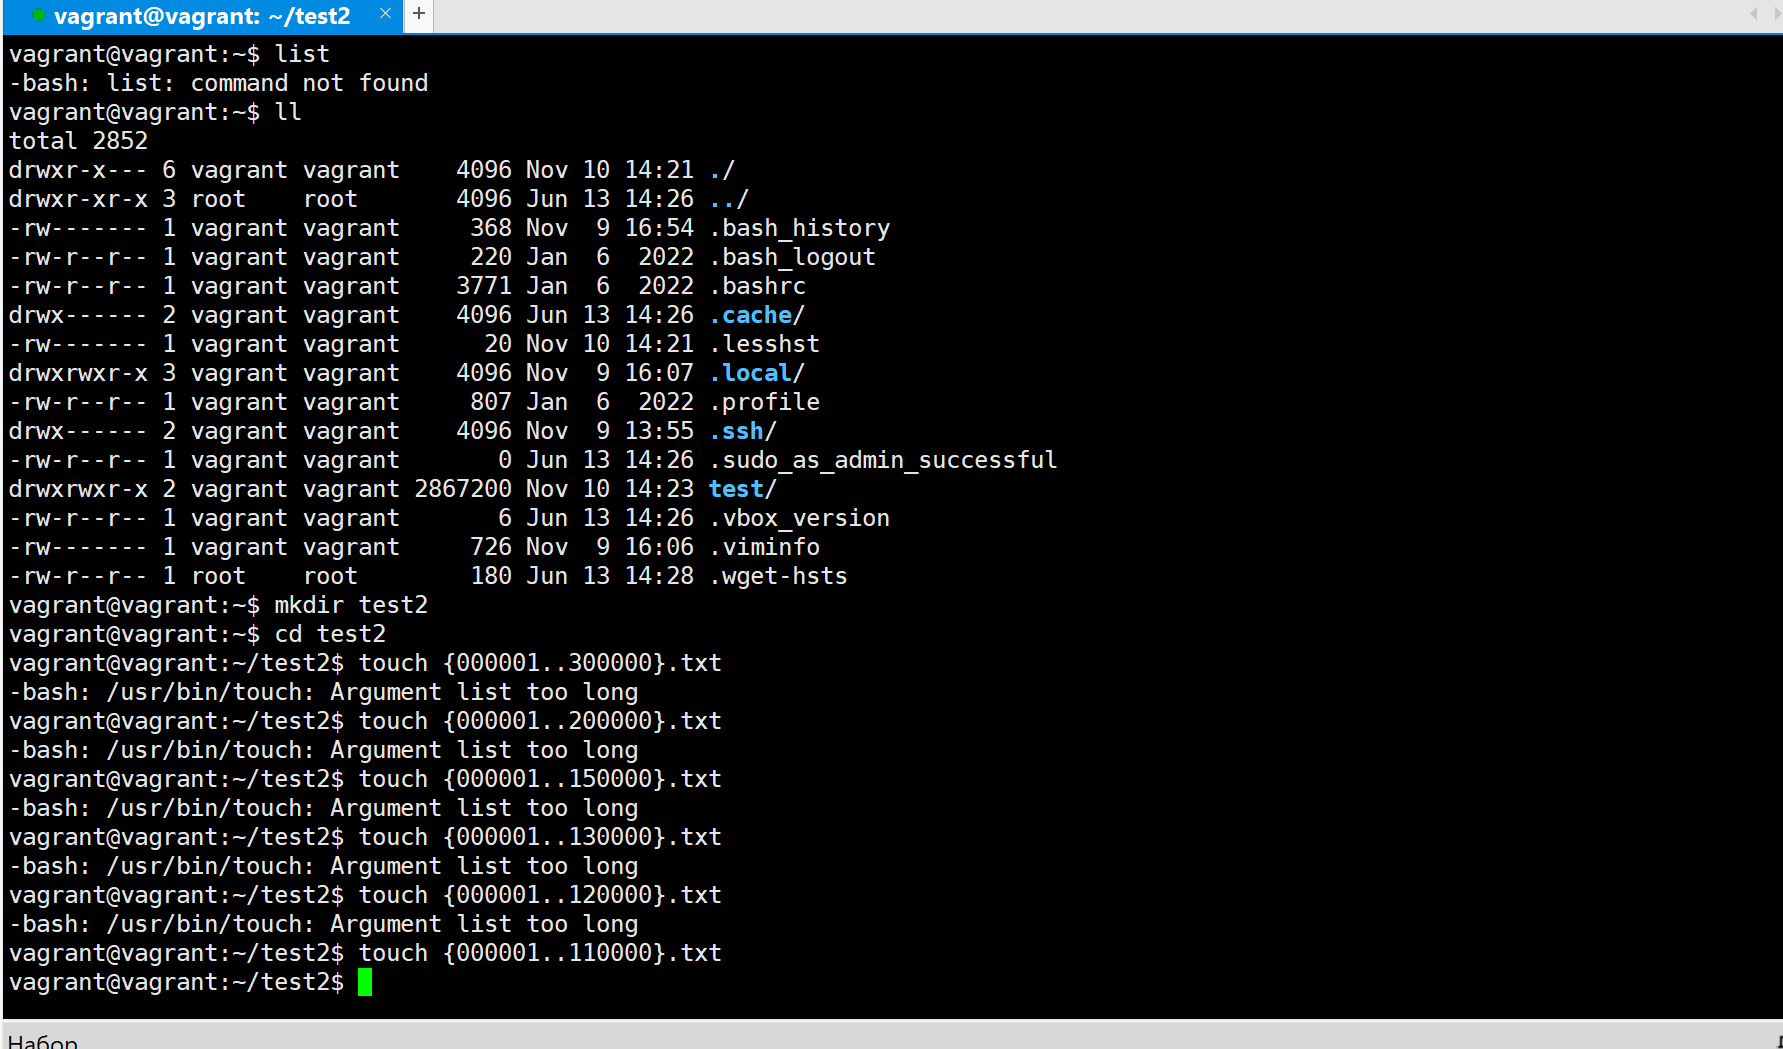 vagrant@vagrant: ~/test2 × +
vagrant@vagrant:~$ list
-bash: list: command not found
vagrant@vagrant:~$ ll
total 2852
drwxr-x--- 6 vagrant vagrant    4096 Nov 10 14:21 ./
drwxr-xr-x 3 root    root       4096 Jun 13 14:26 ../
-rw------- 1 vagrant vagrant     368 Nov  9 16:54 .bash_history
-rw-r--r-- 1 vagrant vagrant     220 Jan  6  2022 .bash_logout
-rw-r--r-- 1 vagrant vagrant    3771 Jan  6  2022 .bashrc
drwx------ 2 vagrant vagrant    4096 Jun 13 14:26 .cache/
-rw------- 1 vagrant vagrant      20 Nov 10 14:21 .lesshst
drwxrwxr-x 3 vagrant vagrant    4096 Nov  9 16:07 .local/
-rw-r--r-- 1 vagrant vagrant     807 Jan  6  2022 .profile
drwx------ 2 vagrant vagrant    4096 Nov  9 13:55 .ssh/
-rw-r--r-- 1 vagrant vagrant       0 Jun 13 14:26 .sudo_as_admin_successful
drwxrwxr-x 2 vagrant vagrant 2867200 Nov 10 14:23 test/
-rw-r--r-- 1 vagrant vagrant       6 Jun 13 14:26 .vbox_version
-rw------- 1 vagrant vagrant     726 Nov  9 16:06 .viminfo
-rw-r--r-- 1 root    root        180 Jun 13 14:28 .wget-hsts
vagrant@vagrant:~$ mkdir test2
vagrant@vagrant:~$ cd test2
vagrant@vagrant:~/test2$ touch {000001..300000}.txt
-bash: /usr/bin/touch: Argument list too long
vagrant@vagrant:~/test2$ touch {000001..200000}.txt
-bash: /usr/bin/touch: Argument list too long
vagrant@vagrant:~/test2$ touch {000001..150000}.txt
-bash: /usr/bin/touch: Argument list too long
vagrant@vagrant:~/test2$ touch {000001..130000}.txt
-bash: /usr/bin/touch: Argument list too long
vagrant@vagrant:~/test2$ touch {000001..120000}.txt
-bash: /usr/bin/touch: Argument list too long
vagrant@vagrant:~/test2$ touch {000001..110000}.txt
vagrant@vagrant:~/test2$
Набор